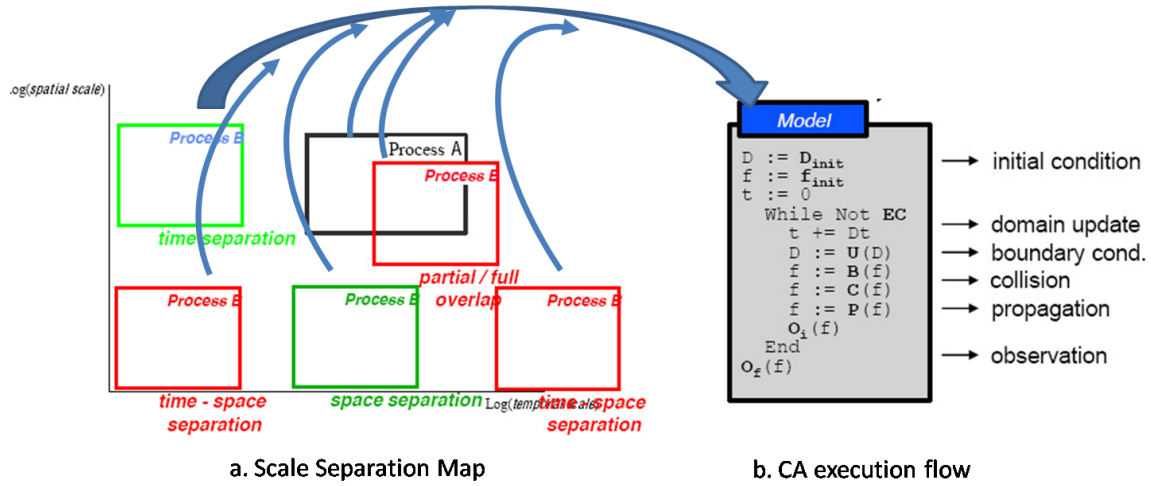 Log(spatial scale)
Process B
time separation
Process A
Process B
partial / full
overlap
Process B
time - space
separation
Process B
space separation
Process B
time - space
separation
a. Scale Separation Map
Model
D := Dinit
f := finit
t := 0
While Not EC
t += Dt
D := U(D)
f := B(f)
f := C(f)
f := P(f)
Oi(f)
End
Of(f)
initial condition
domain update
boundary cond.
collision
propagation
observation
b. CA execution flow